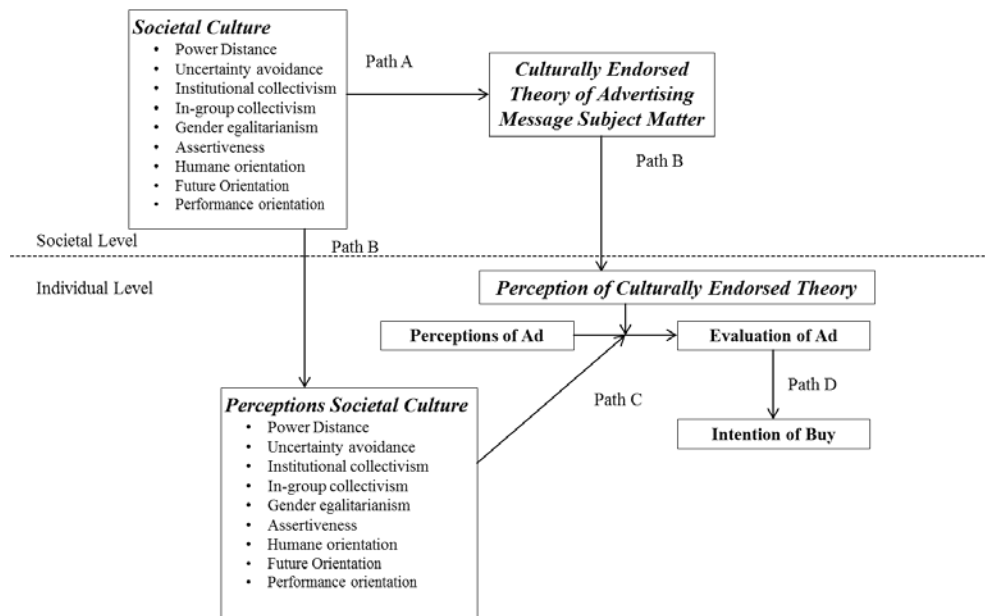 Societal Culture
• Power Distance
• Uncertainty avoidance
• Institutional collectivism
• In-group collectivism
• Gender egalitarianism
• Assertiveness
• Humane orientation
• Future Orientation
• Performance orientation
Path A
Culturally Endorsed
Theory of Advertising
Message Subject Matter
Path B
Societal Level
Path B
Individual Level
Perception of Culturally Endorsed Theory
Perceptions of Ad
Evaluation of Ad
Path C
Path D
Intention of Buy
Perceptions Societal Culture
• Power Distance
• Uncertainty avoidance
• Institutional collectivism
• In-group collectivism
• Gender egalitarianism
• Assertiveness
• Humane orientation
• Future Orientation
• Performance orientation